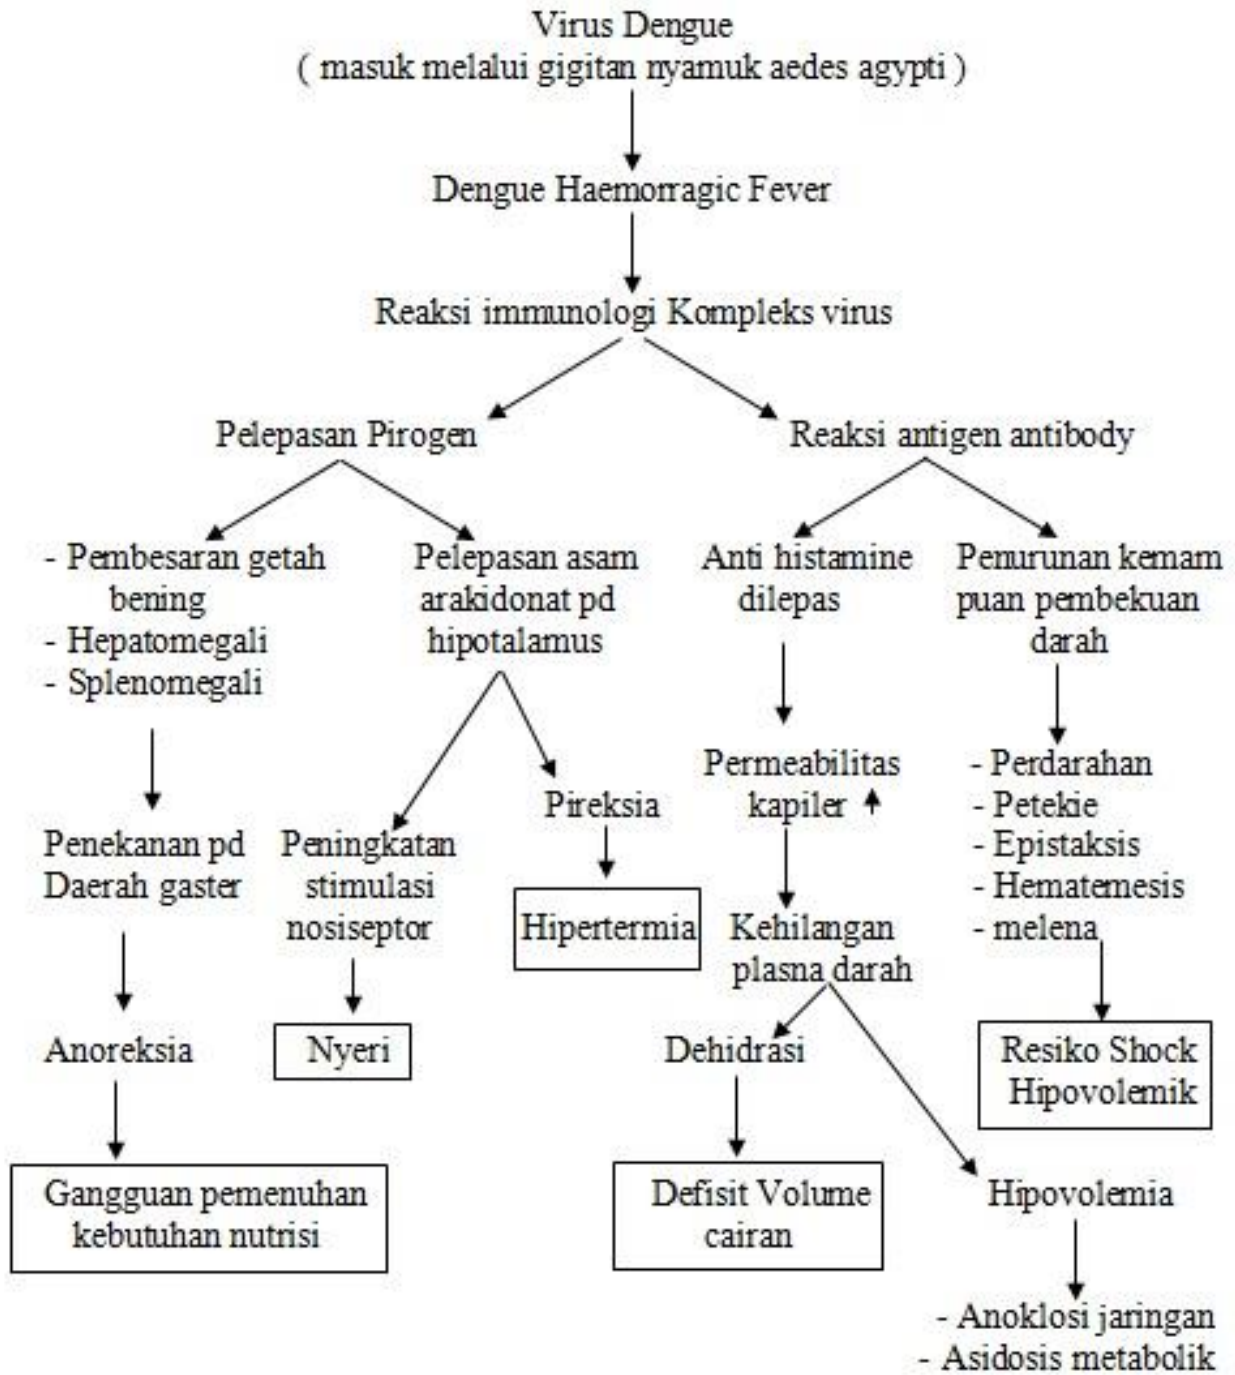 Virus Dengue
( masuk melalui gigitan nyamuk aedes agypti )
Dengue Haemorragic Fever
Reaksi immunologi Kompleks virus
Pelepasan Pirogen
Reaksi antigen antibody
- Pembesaran getah
bening
- Hepatomegali
- Splenomegali
Pelepasan asam
arakidonat pd
hipotalamus
Anti histamine
dilepas
Penurunan kemam
puan pembekuan
darah
Penekanan pd
Daerah gaster
Peningkatan
stimulasi
nosiseptor
Pireksia
Hipertermia
Permeabilitas
kapiler
Kehilangan
plasna darah
- Perdarahan
- Petekie
- Epistaksis
- Hematemesis
- melena
Anoreksia
Nyeri
Dehidrasi
Resiko Shock
Hipovolemik
Gangguan pemenuhan
kebutuhan nutrisi
Defisit Volume
cairan
Hipovolemia
- Anoklosi jaringan
- Asidosis metabolik